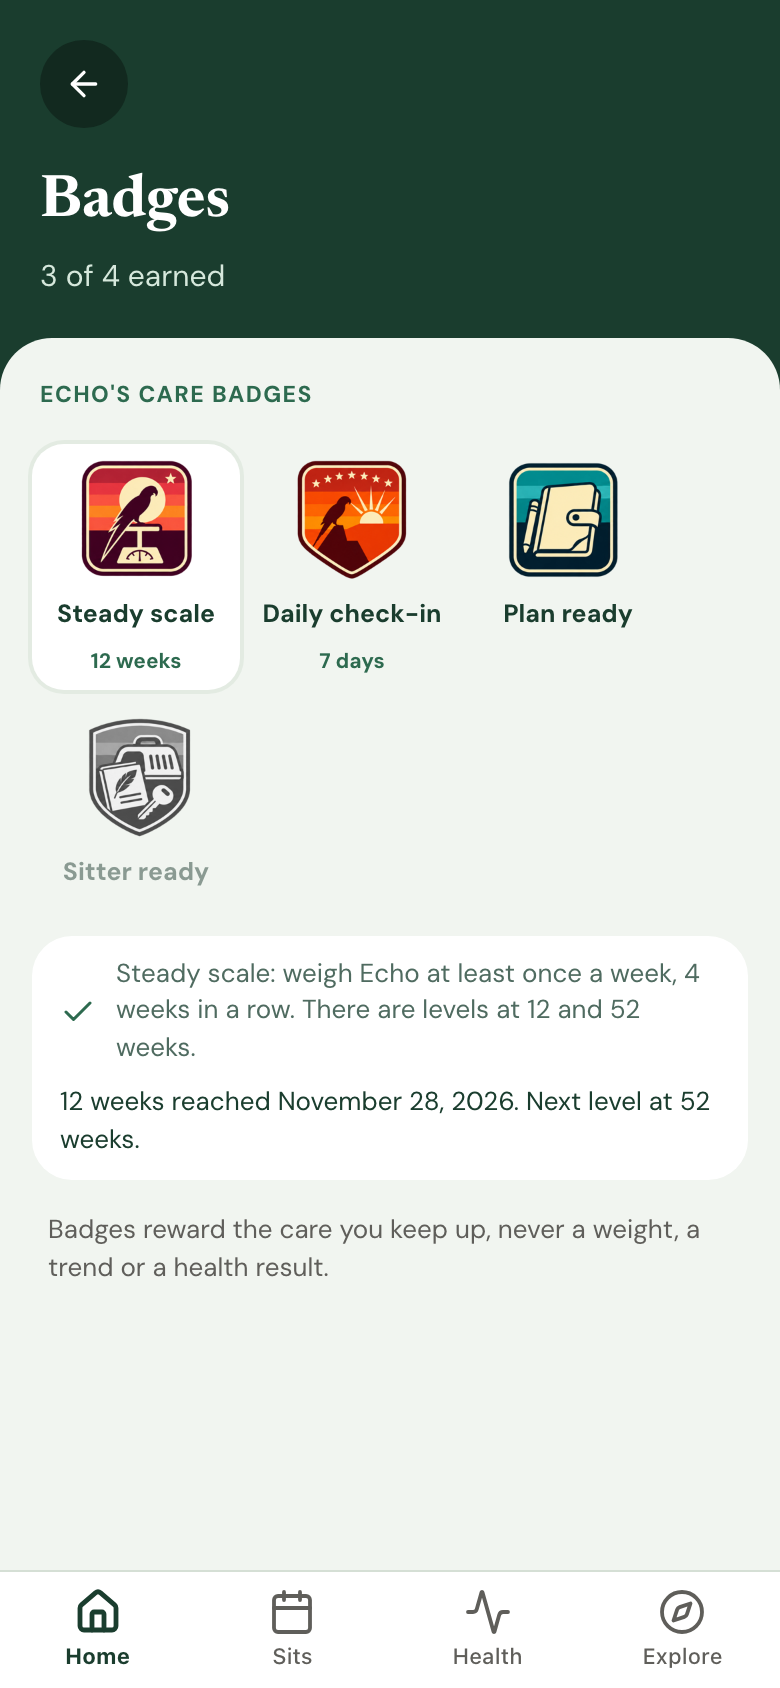 Badges
3 of 4 earned
ECHO'S CARE BADGES
Steady scale
12 weeks
Daily check-in
7 days
Plan ready
Sitter ready
Steady scale: weigh Echo at least once a week, 4
weeks in a row. There are levels at 12 and 52
weeks.
12 weeks reached November 28, 2026. Next level at 52
weeks.
Badges reward the care you keep up, never a weight, a
trend or a health result.
Home
Sits
Health
Explore